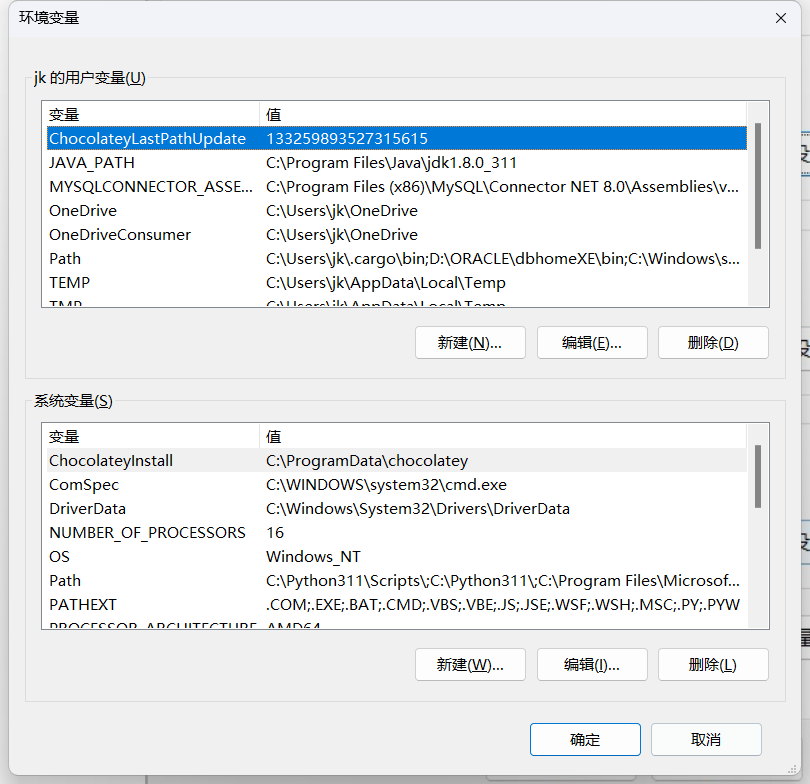 环境变量
jk 的用户变量(U)
变量 值
ChocolateyLastPathUpdate 133259893527315615
JAVA_PATH C:\Program Files\Java\jdk1.8.0_311
MYSQLCONNECTOR_ASSE... C:\Program Files (x86)\MySQL\Connector NET 8.0\Assemblies\v...
OneDrive C:\Users\jk\OneDrive
OneDriveConsumer C:\Users\jk\OneDrive
Path C:\Users\jk\.cargo\bin;D:\ORACLE\dbhomeXE\bin;C:\Windows\s...
TEMP C:\Users\jk\AppData\Local\Temp
TMP C:\Users\jk\AppData\Local\Temp
新建(N)... 编辑(E)... 删除(D)
系统变量(S)
变量 值
ChocolateyInstall C:\ProgramData\chocolatey
ComSpec C:\WINDOWS\system32\cmd.exe
DriverData C:\Windows\System32\Drivers\DriverData
NUMBER_OF_PROCESSORS 16
OS Windows_NT
Path C:\Python311\Scripts\;C:\Python311\;C:\Program Files\Microsof...
PATHEXT .COM;.EXE;.BAT;.CMD;.VBS;.VBE;.JS;.JSE;.WSF;.WSH;.MSC;.PY;.PYW
PROCESSOR_ARCHITECTURE AMD64
新建(W)... 编辑(I)... 删除(L)
确定 取消